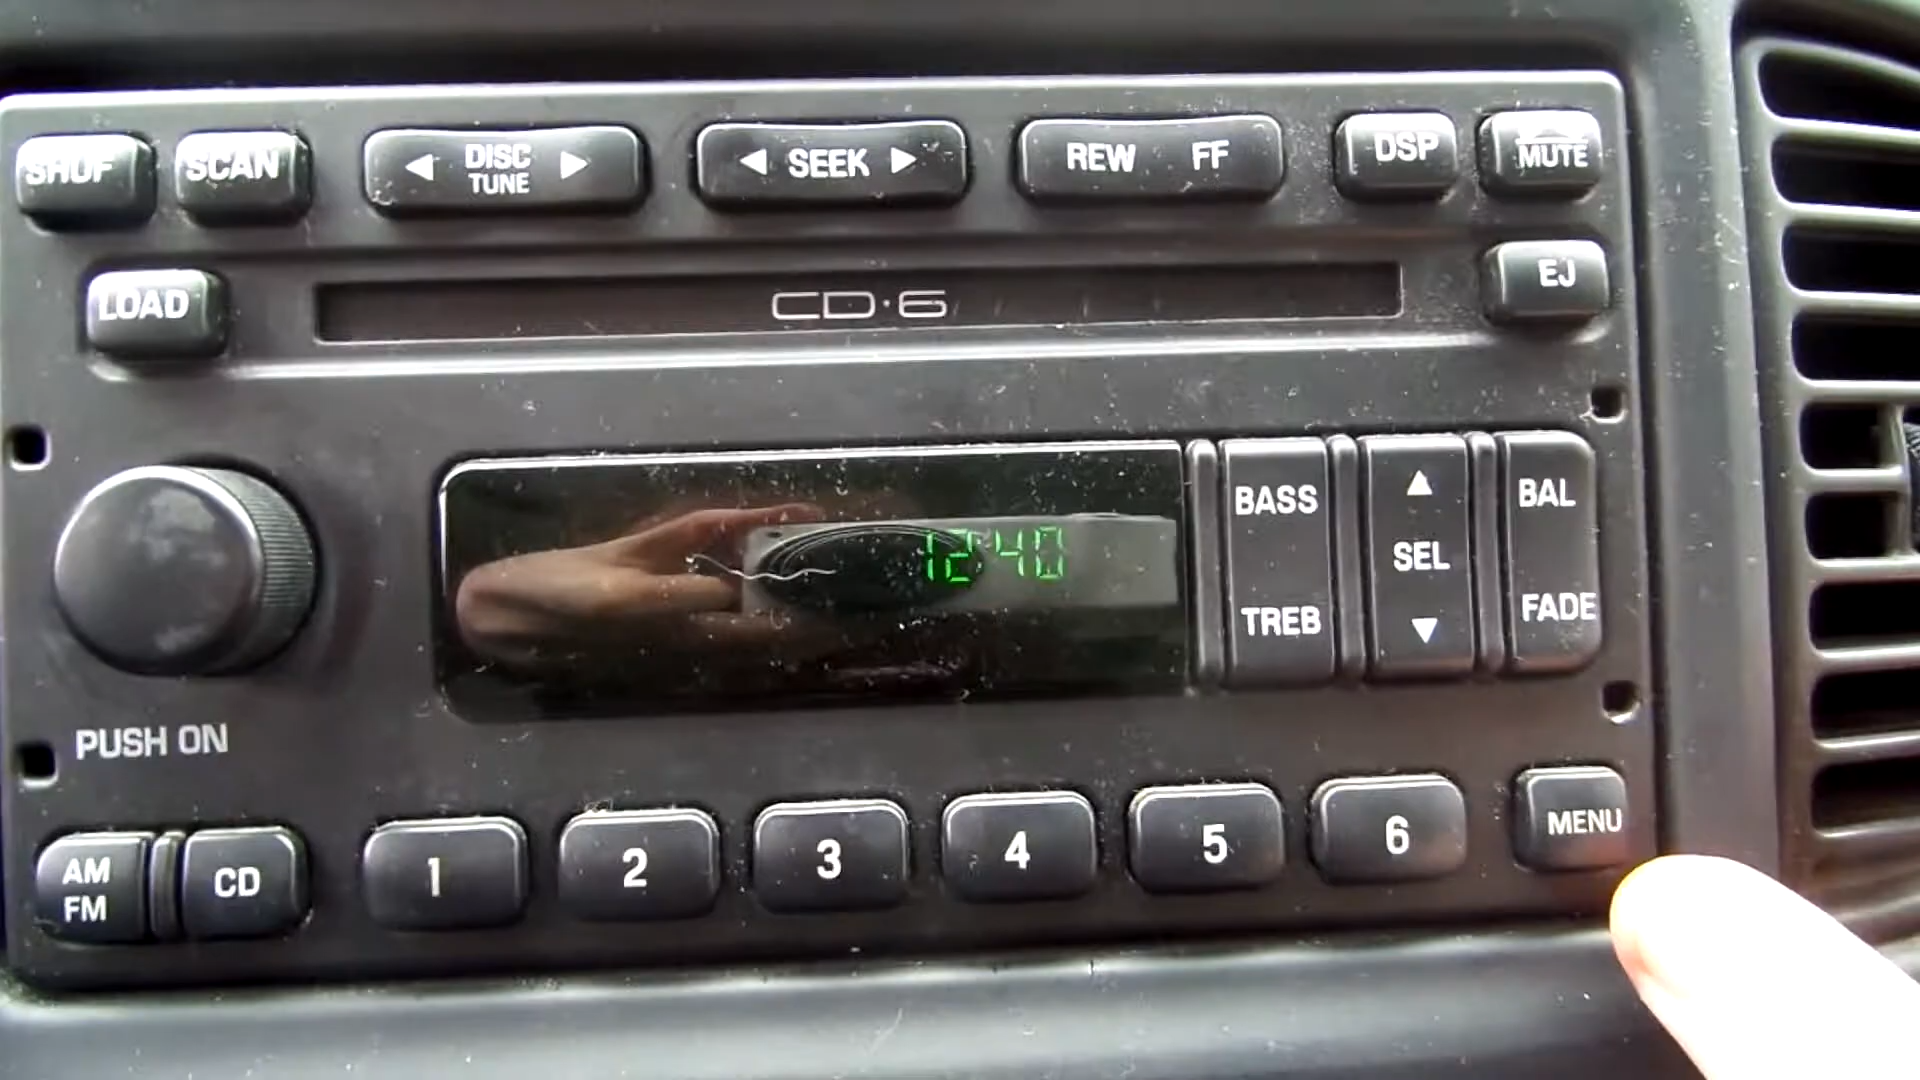 SHUF
SCAN
◀ DISC ▶
TUNE
◀ SEEK ▶
REW FF
DSP
MUTE
LOAD
CD·6
EJ
12:40
BASS
TREB
▲
SEL
▼
BAL
FADE
PUSH ON
AM
FM
CD
1
2
3
4
5
6
MENU